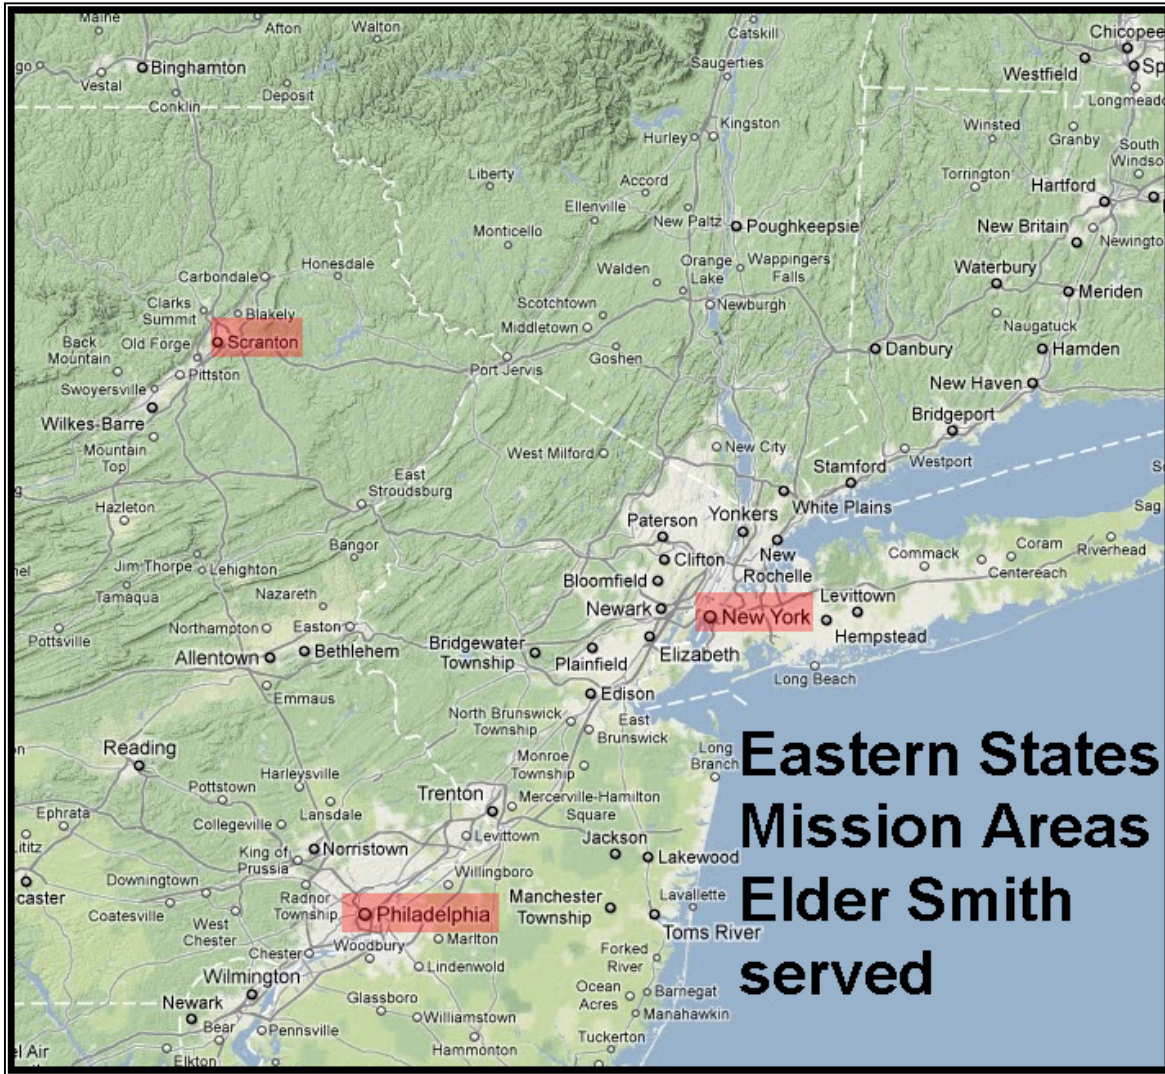 Maine
Afton
Walton
Catskill
Chicopee
Binghamton
Saugerties
Westfield
Vestal
Conklin
Deposit
Longmeado
Winsted
Granby
Hurley
Kingston
South
Windso
Liberty
Accord
Torrington
Hartford
Ellenville
New Paltz
Poughkeepsie
New Britain
Newington
Monticello
Carbondale
Honesdale
Walden
Orange
Lake
Wappingers
Falls
Waterbury
Meriden
Clarks
Summit
Blakely
Scotchtown
Newburgh
Naugatuck
Back
Mountain
Old Forge
Scranton
Middletown
Goshen
Danbury
Hamden
Pittston
Port Jervis
Swoyersville
New Haven
Wilkes-Barre
Bridgeport
Mountain
Top
West Milford
New City
Westport
Stamford
East
Stroudsburg
White Plains
Hazleton
Paterson
Yonkers
Sag
Bangor
Clifton
New
Rochelle
Commack
Coram
Riverhead
Centereach
Jim Thorpe
Lehighton
Bloomfield
Tamaqua
Nazareth
Newark
New York
Levittown
Pottsville
Northampton
Easton
Hempstead
Allentown
Bethlehem
Bridgewater
Township
Plainfield
Elizabeth
Long Beach
Emmaus
Edison
North Brunswick
Township
East
Brunswick
Reading
Monroe
Township
Long
Branch
Eastern States
Harleysville
Pottstown
Lansdale
Trenton
Mercerville-Hamilton
Square
Mission Areas
Ephrata
Collegeville
Levittown
Lititz
King of
Prussia
Norristown
Jackson
Lakewood
caster
Downingtown
Radnor
Township
Willingboro
Manchester
Township
Lavallette
Elder Smith
Coatesville
West
Chester
Philadelphia
Toms River
Woodbury
Marlton
Chester
Lindenwold
Forked
River
served
Wilmington
Newark
Glassboro
Ocean
Acres
Barnegat
Bear
Pennsville
Williamstown
Manahawkin
el Air
Elkton
Hammonton
Tuckerton